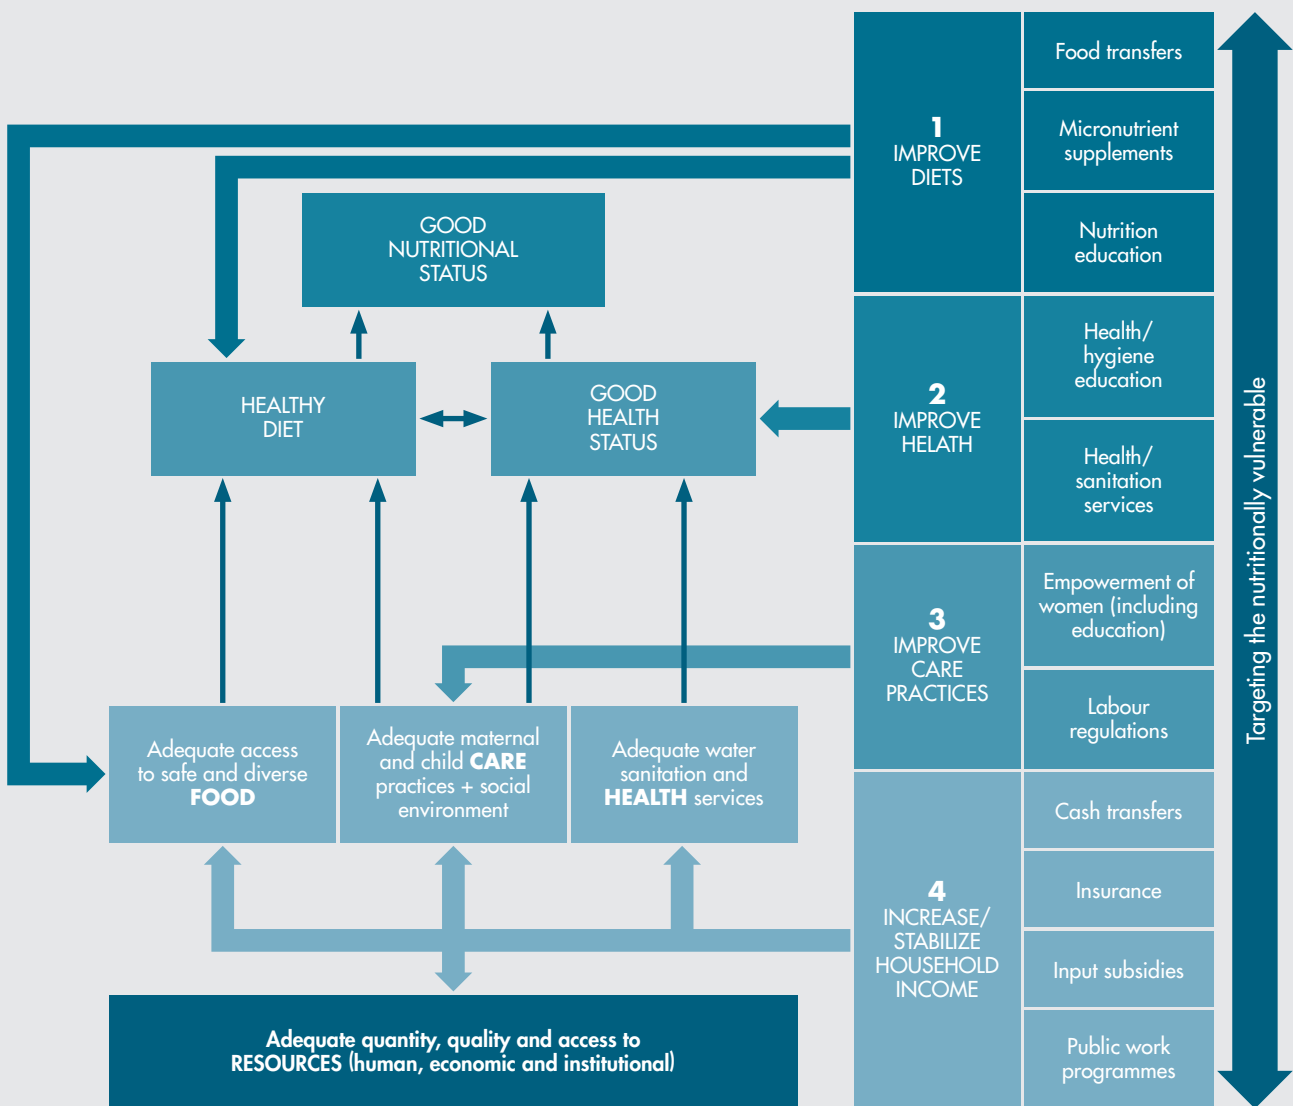 GOOD
NUTRITIONAL
STATUS
HEALTHY
DIET
GOOD
HEALTH
STATUS
Adequate access
to safe and diverse
FOOD
Adequate maternal
and child CARE
practices + social
environment
Adequate water
sanitation and
HEALTH services
Adequate quantity, quality and access to
RESOURCES (human, economic and institutional)
1
IMPROVE
DIETS
Food transfers
Micronutrient
supplements
Nutrition
education
2
IMPROVE
HELATH
Health/
hygiene
education
Health/
sanitation
services
3
IMPROVE
CARE
PRACTICES
Empowerment of
women (including
education)
Labour
regulations
4
INCREASE/
STABILIZE
HOUSEHOLD
INCOME
Cash transfers
Insurance
Input subsidies
Public work
programmes
Targeting the nutritionally vulnerable